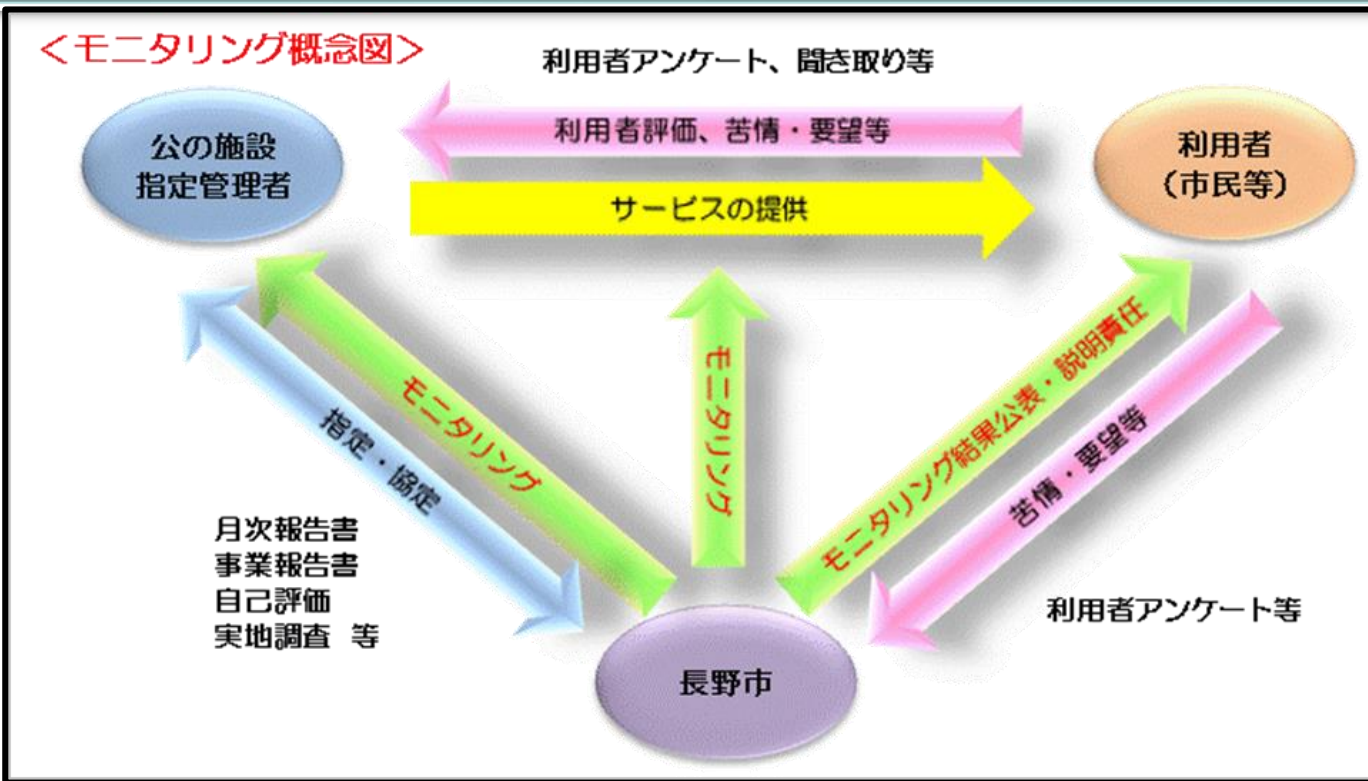 ＜モニタリング概念図＞
利用者アンケート、聞き取り等
公の施設
指定管理者
利用者評価、苦情・要望等
利用者
（市民等）
サービスの提供
モニタリング
指定・協定
モニタリング
モニタリング結果公表・説明責任
苦情・要望等
月次報告書
事業報告書
自己評価
実地調査 等
利用者アンケート等
長野市